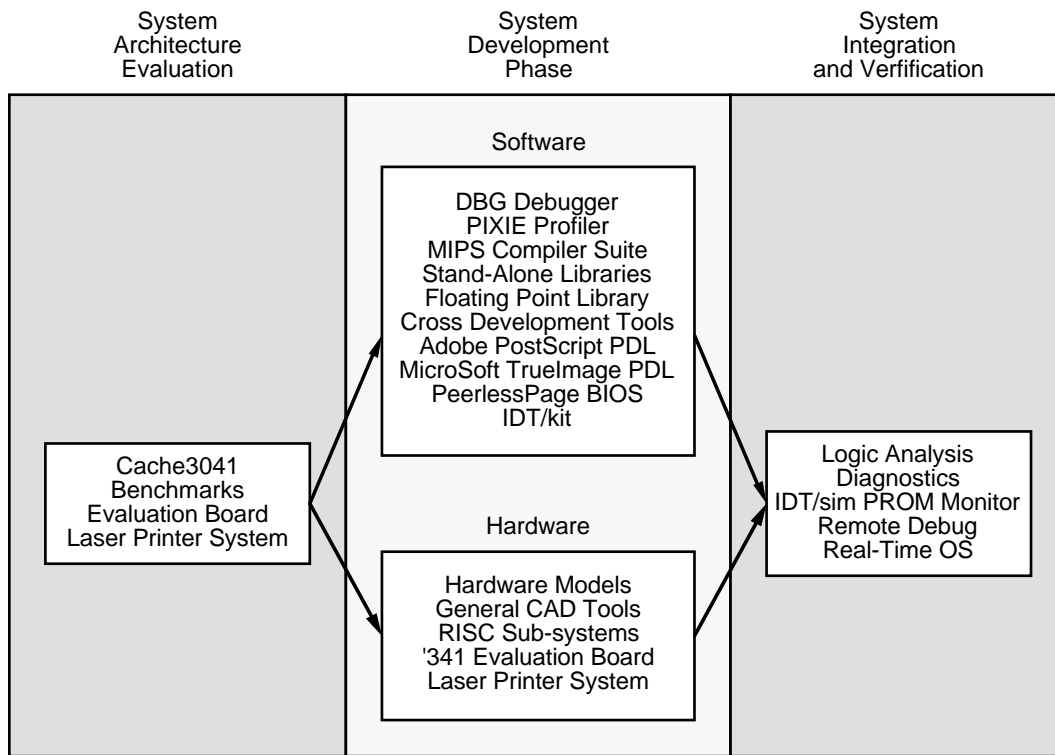 System
Architecture
Evaluation
System
Development
Phase
System
Integration
and Verfification
Software
DBG Debugger
PIXIE Profiler
MIPS Compiler Suite
Stand-Alone Libraries
Floating Point Library
Cross Development Tools
Adobe PostScript PDL
MicroSoft TrueImage PDL
PeerlessPage BIOS
IDT/kit
Cache3041
Benchmarks
Evaluation Board
Laser Printer System
Hardware
Hardware Models
General CAD Tools
RISC Sub-systems
'341 Evaluation Board
Laser Printer System
Logic Analysis
Diagnostics
IDT/sim PROM Monitor
Remote Debug
Real-Time OS